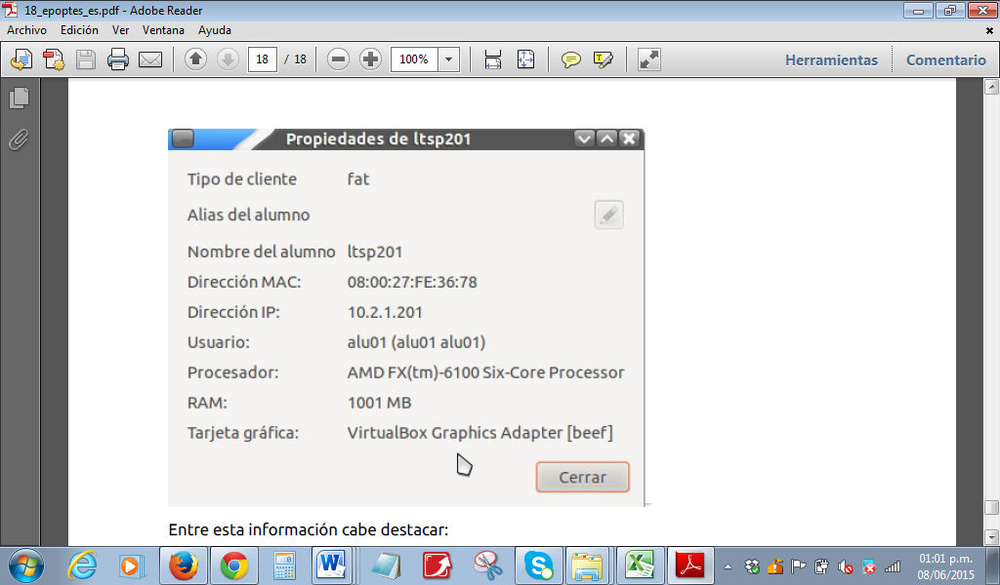 18_epoptes_es.pdf - Adobe Reader
Archivo Edición Ver Ventana Ayuda
18 / 18 100% Herramientas Comentario
Propiedades de ltsp201
Tipo de cliente fat
Alias del alumno
Nombre del alumno ltsp201
Dirección MAC: 08:00:27:FE:36:78
Dirección IP: 10.2.1.201
Usuario: alu01 (alu01 alu01)
Procesador: AMD FX(tm)-6100 Six-Core Processor
RAM: 1001 MB
Tarjeta gráfica: VirtualBox Graphics Adapter [beef]
Cerrar
Entre esta información cabe destacar:
01:01 p.m.
08/06/2015